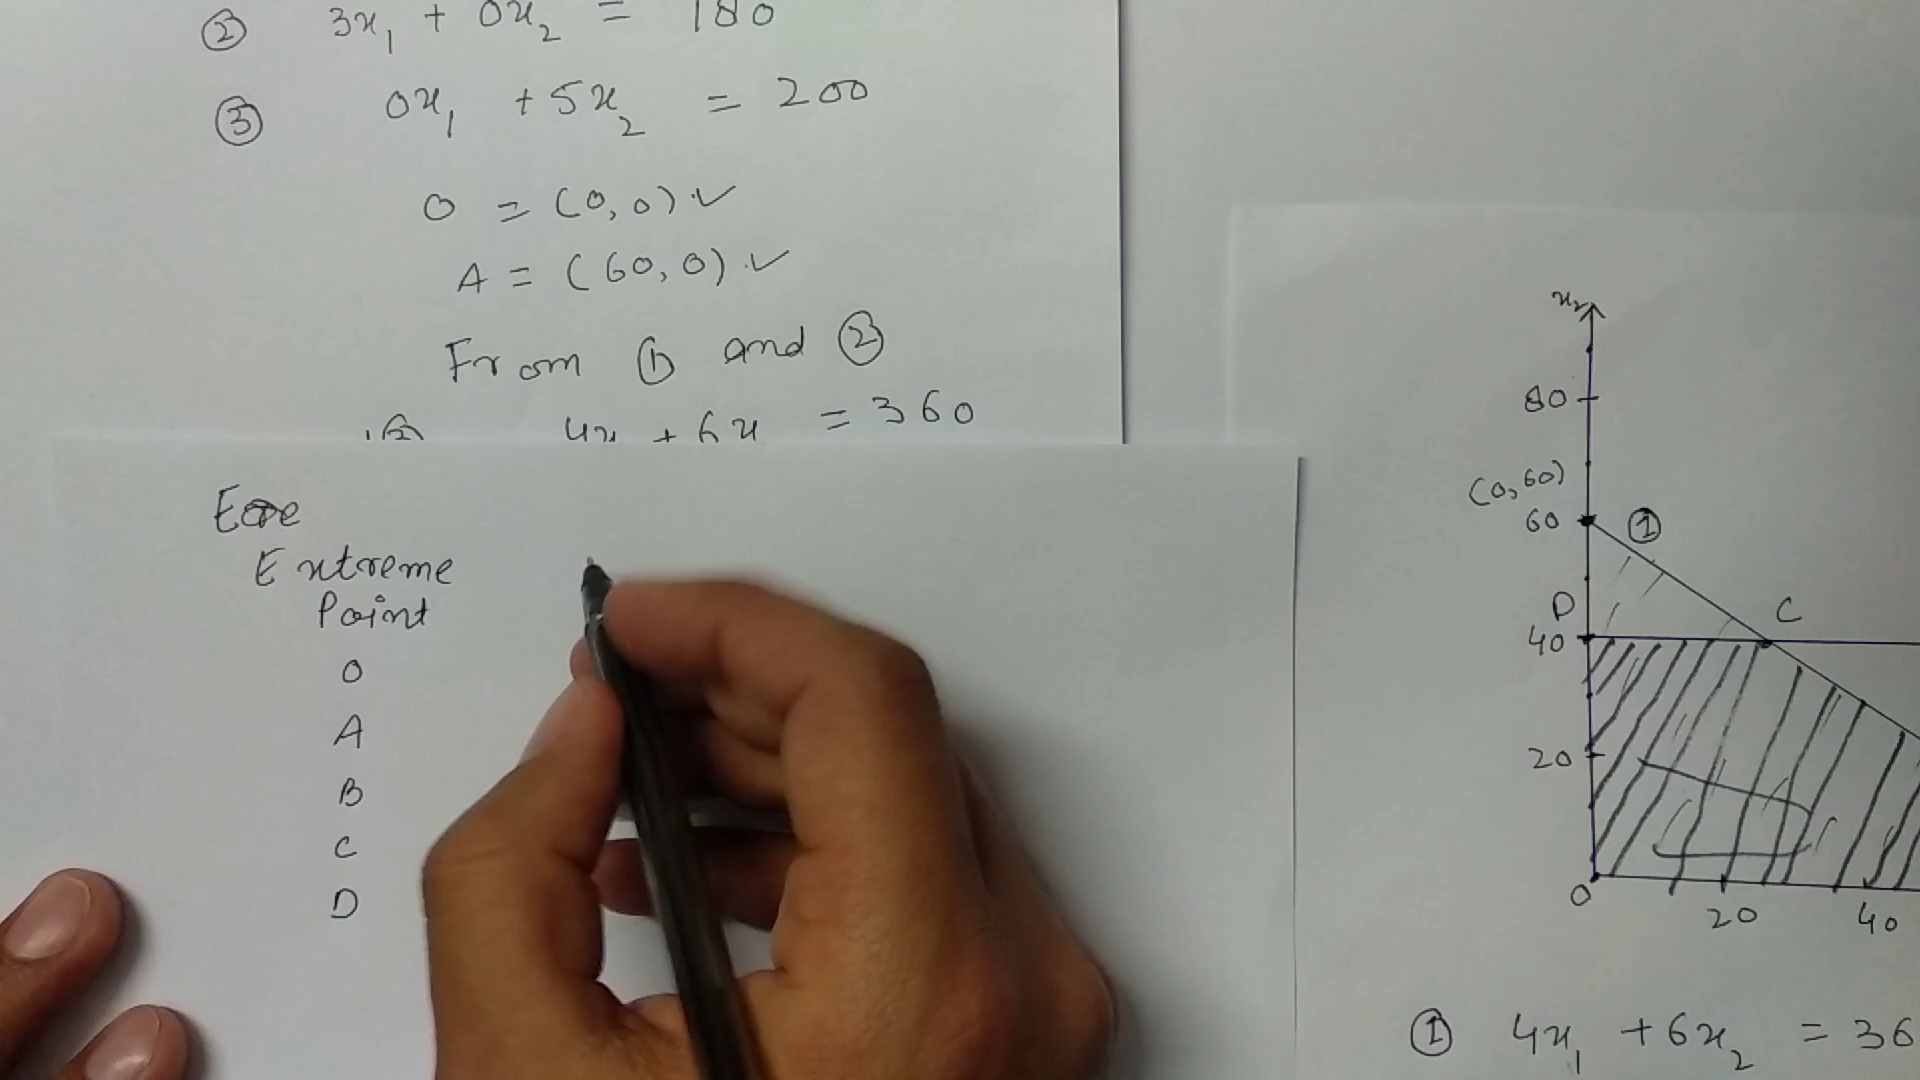 ② 3x₁ + 0x₂ = 180
③ 0x₁ + 5x₂ = 200
O = (0,0) ✓
A = (60,0) ✓
From ① and ②
= 360
Extreme
Point
O
A
B
C
D
x₂
80
(0,60)
60
①
D
C
40
20
O
20
40
① 4x₁ + 6x₂ = 36